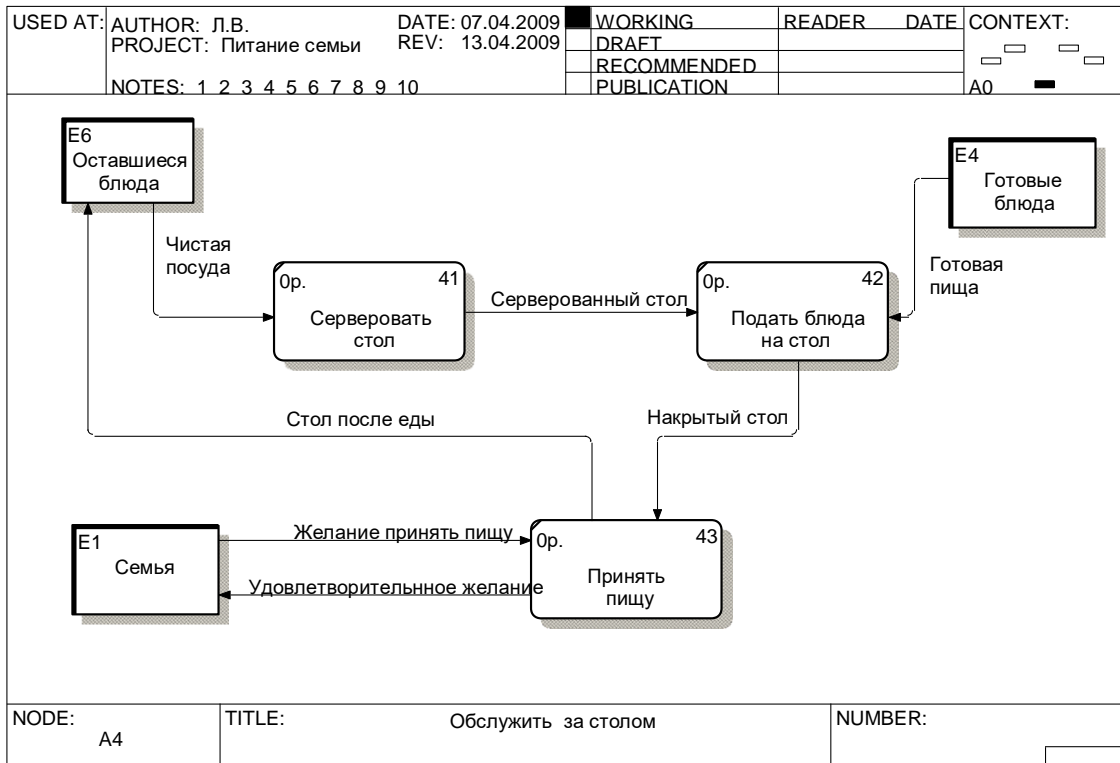 USED AT:
AUTHOR: Л.В.
DATE: 07.04.2009
PROJECT: Питание семьи
REV: 13.04.2009
NOTES: 1 2 3 4 5 6 7 8 9 10
WORKING
DRAFT
RECOMMENDED
PUBLICATION
READER DATE
CONTEXT:
A0
E6
Оставшиеся
блюда
E4
Готовые
блюда
Чистая
посуда
Готовая
пища
0р. 41
Серверовать
стол
Серверованный стол
0р. 42
Подать блюда
на стол
Стол после еды
Накрытый стол
E1
Семья
Желание принять пищу
Удовлетворительнное желание
0р. 43
Принять
пищу
NODE:
A4
TITLE:
Обслужить за столом
NUMBER: